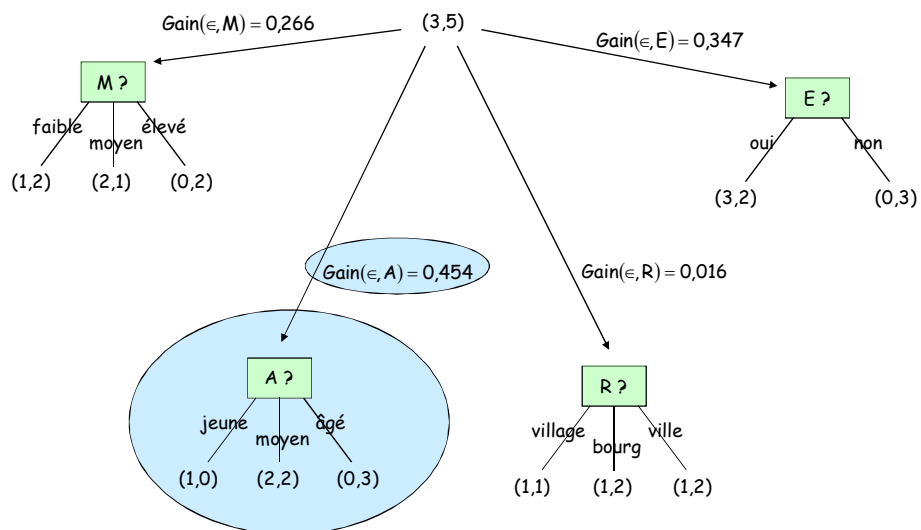 (3,5)
Gain(∈,M) = 0,266
Gain(∈,E) = 0,347
M ?
faible moyen élevé
(1,2) (2,1) (0,2)
E ?
oui non
(3,2) (0,3)
Gain(∈,A) = 0,454
Gain(∈,R) = 0,016
A ?
jeune moyen âgé
(1,0) (2,2) (0,3)
R ?
village bourg ville
(1,1) (1,2) (1,2)